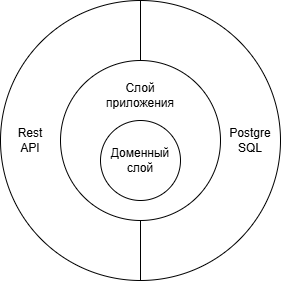 Слой
приложения
Rest
API
Доменный
слой
Postgre
SQL